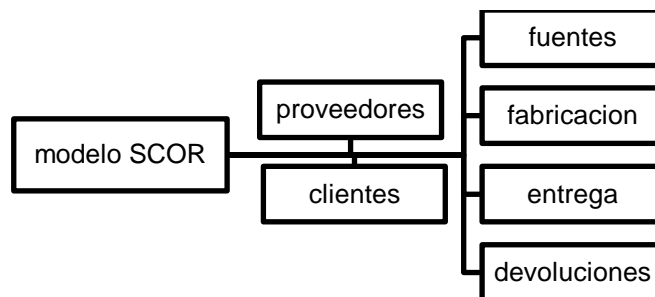 modelo SCOR
proveedores
clientes
fuentes
fabricacion
entrega
devoluciones